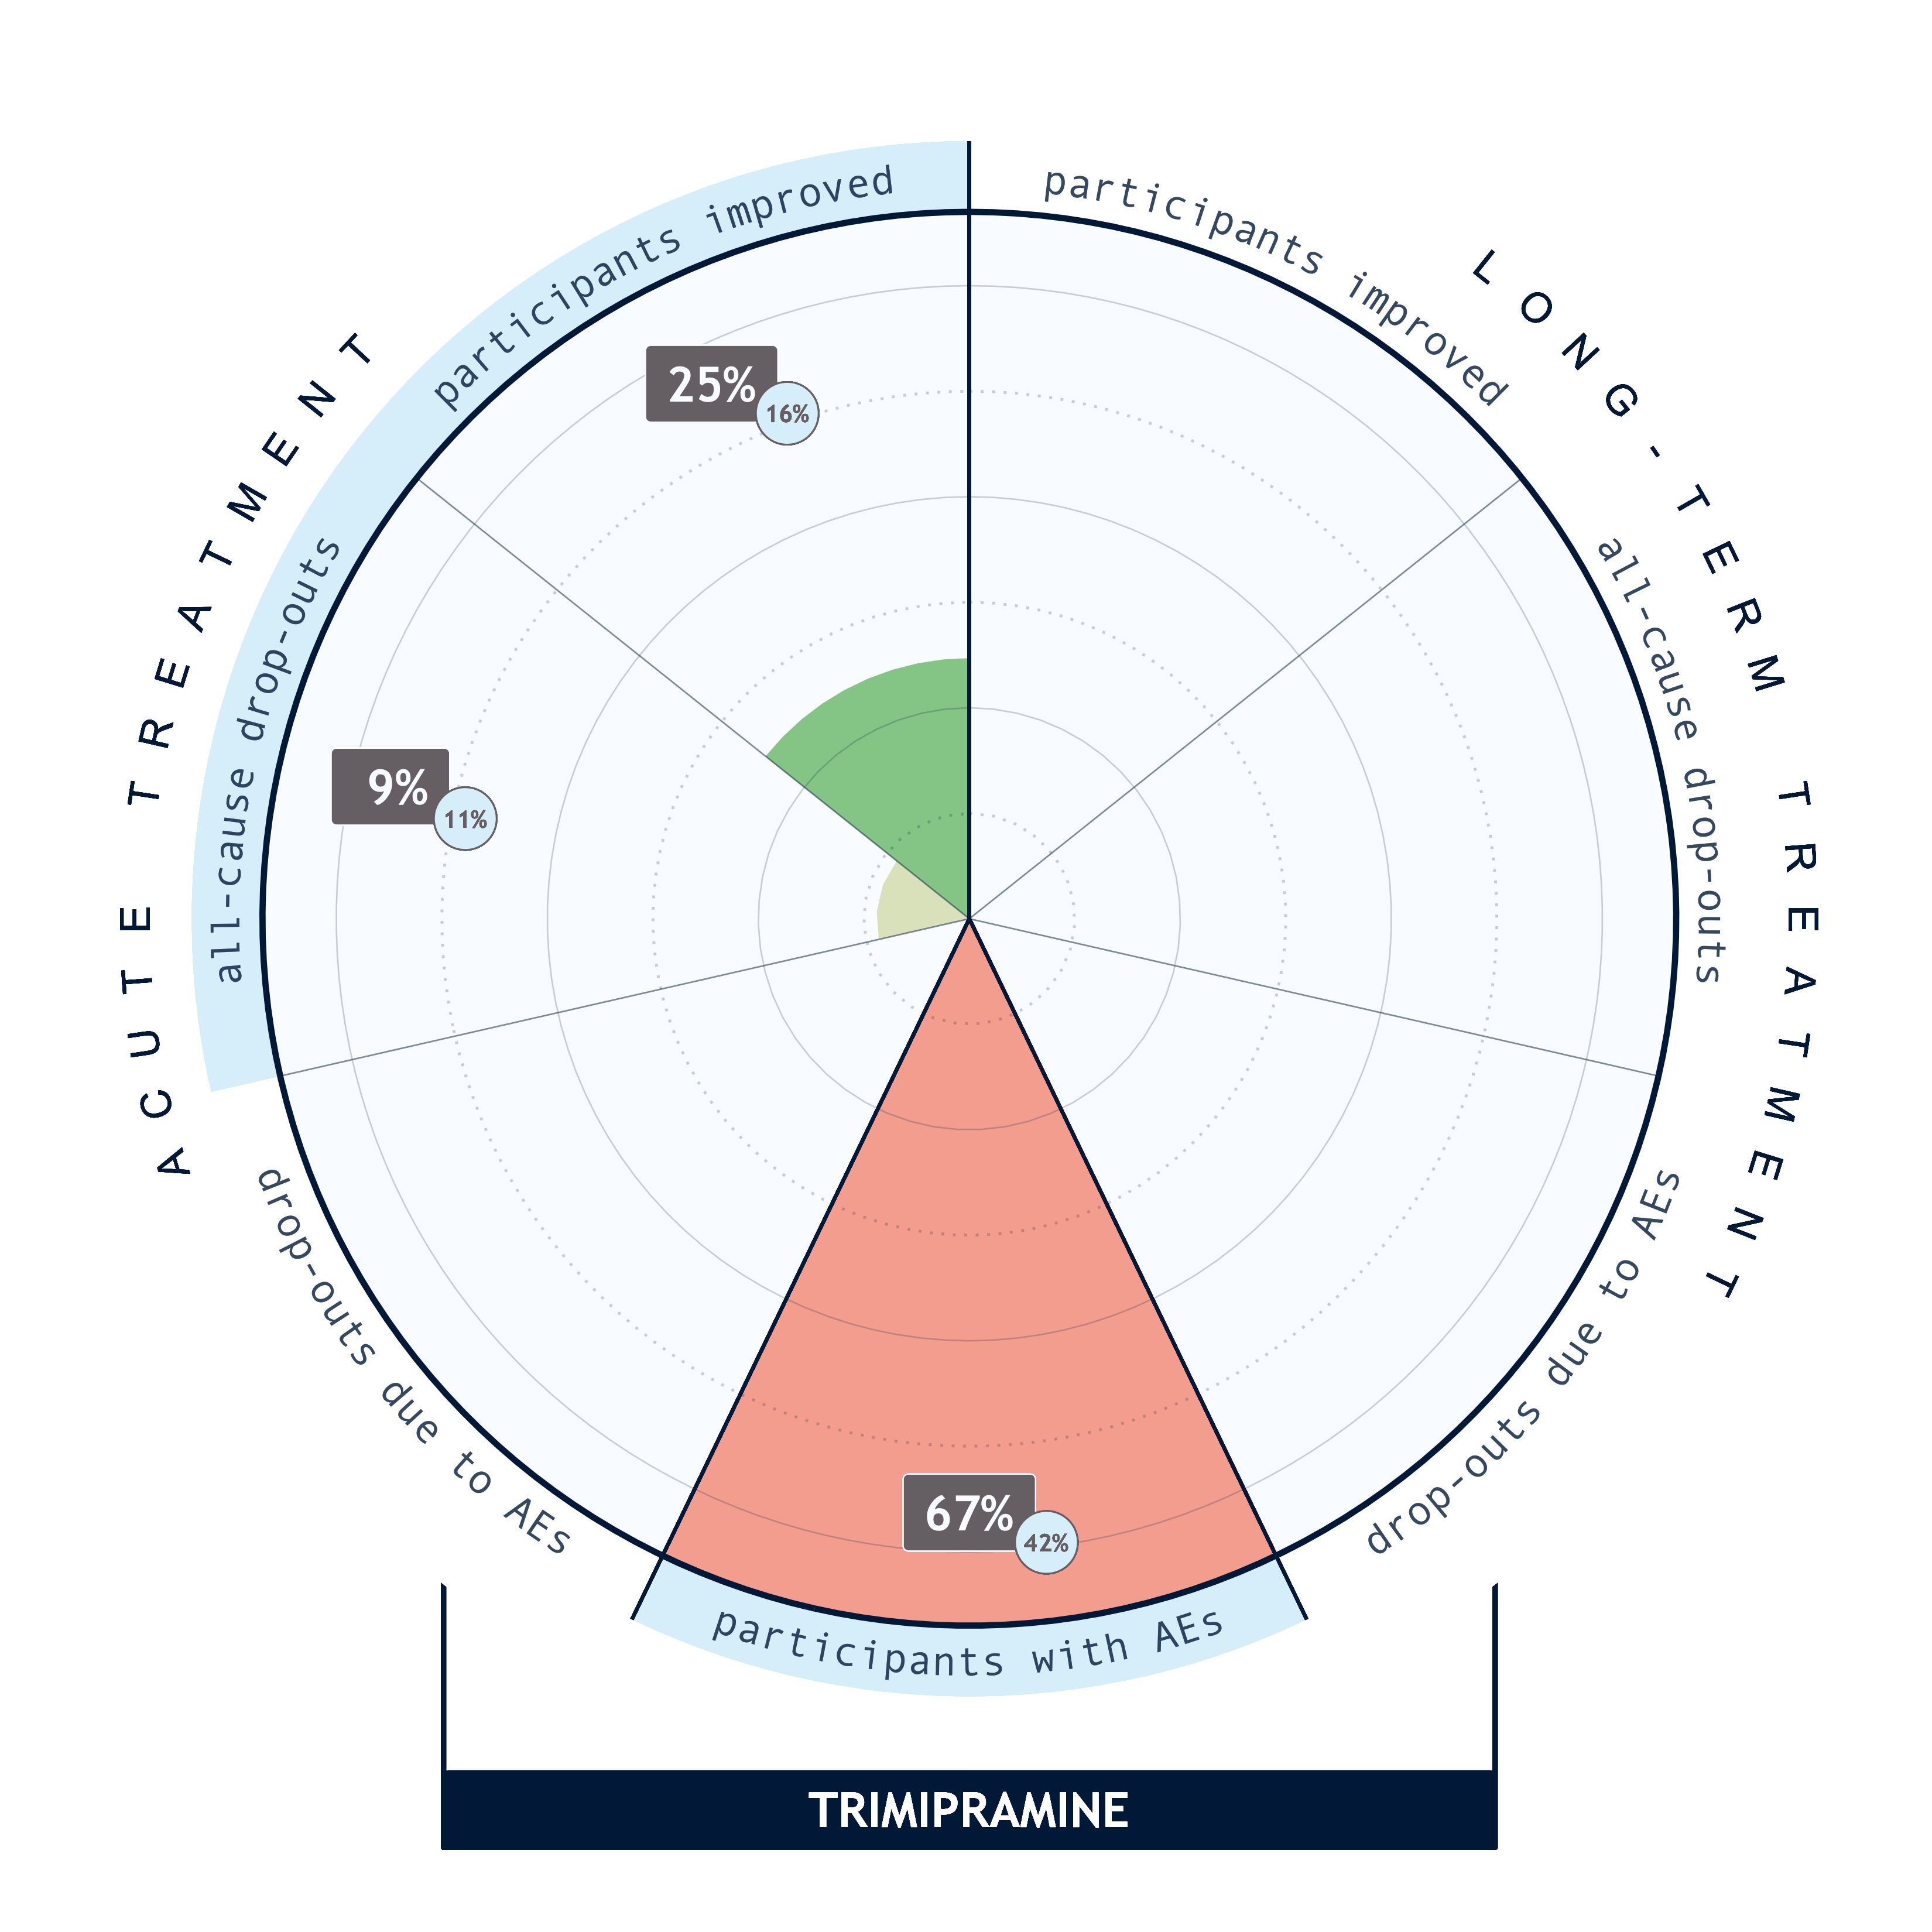 ACUTE TREATMENT
LONG-TERM TREATMENT
participants improved
25%
16%
all-cause drop-outs
9%
11%
drop-outs due to AEs
participants improved
all-cause drop-outs
drop-outs due to AEs
67%
42%
participants with AEs
TRIMIPRAMINE